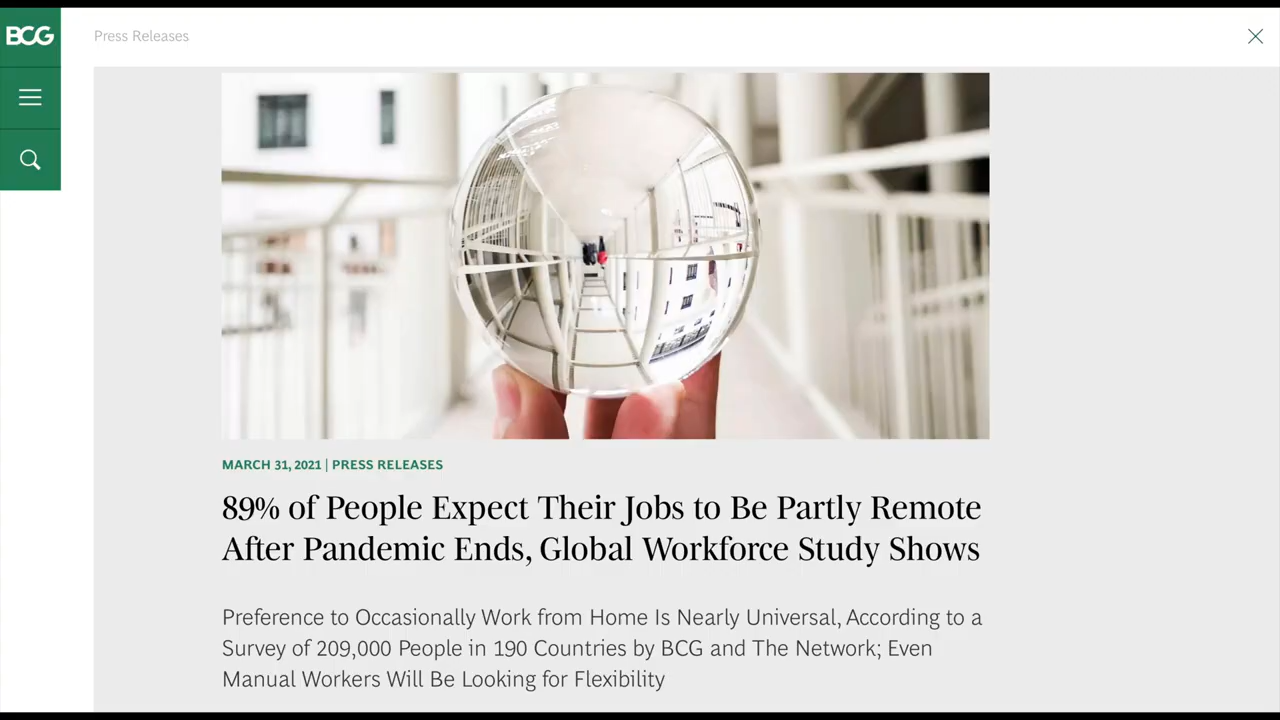 BCG
Press Releases
MARCH 31, 2021 | PRESS RELEASES
89% of People Expect Their Jobs to Be Partly Remote
After Pandemic Ends, Global Workforce Study Shows
Preference to Occasionally Work from Home Is Nearly Universal, According to a
Survey of 209,000 People in 190 Countries by BCG and The Network; Even
Manual Workers Will Be Looking for Flexibility